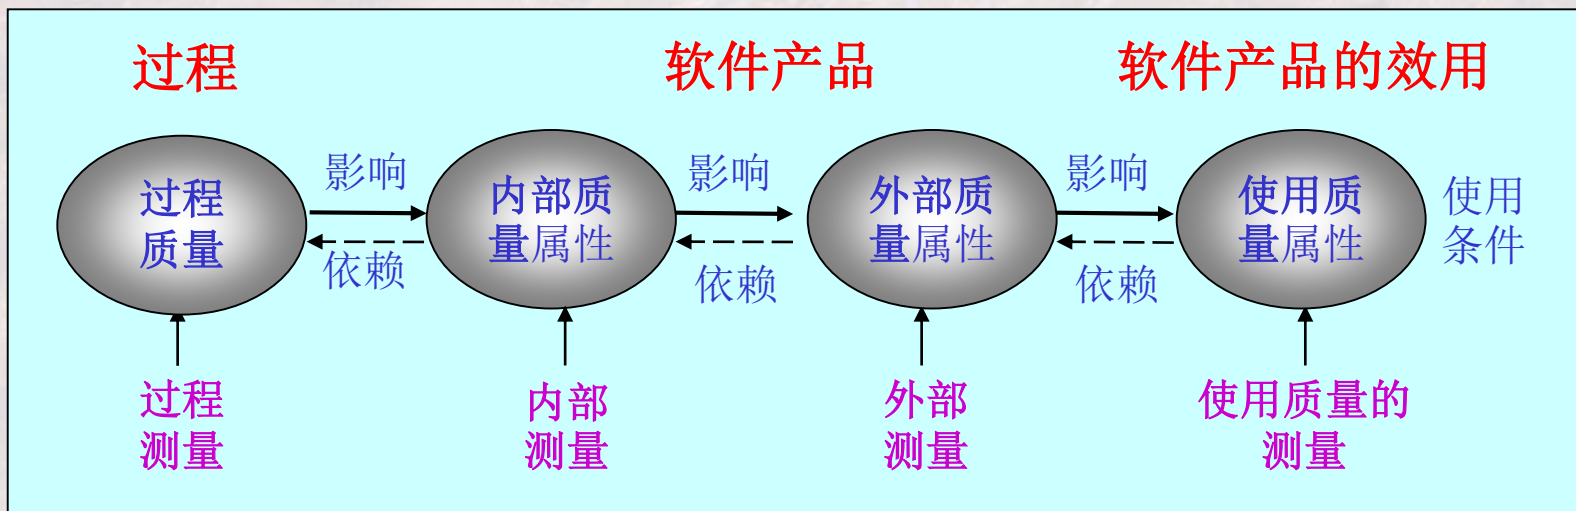 过程
软件产品
软件产品的效用
过程
质量
影响
依赖
内部质
量属性
影响
依赖
外部质
量属性
影响
依赖
使用质
量属性
使用
条件
过程
测量
内部
测量
外部
测量
使用质量的
测量